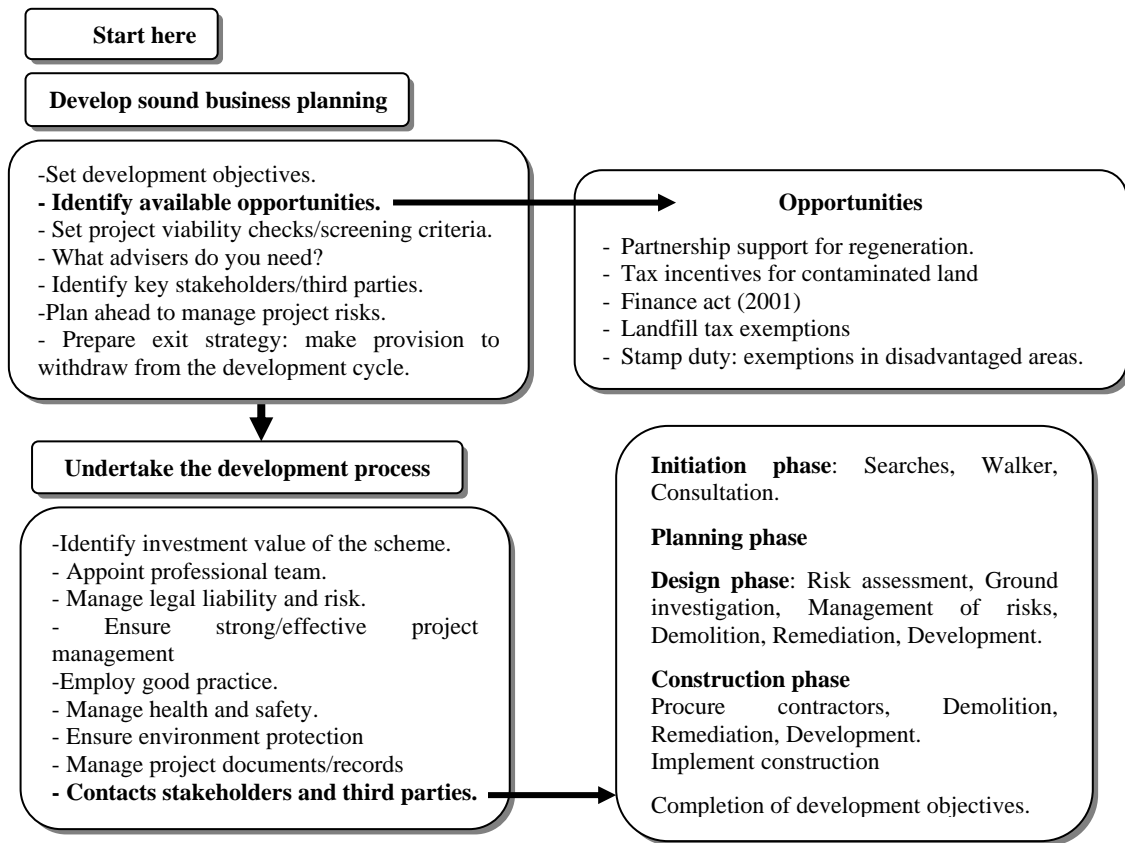 Start here
Develop sound business planning
-Set development objectives.
- Identify available opportunities.
- Set project viability checks/screening criteria.
- What advisers do you need?
- Identify key stakeholders/third parties.
-Plan ahead to manage project risks.
- Prepare exit strategy: make provision to
withdraw from the development cycle.
Opportunities
- Partnership support for regeneration.
- Tax incentives for contaminated land
- Finance act (2001)
- Landfill tax exemptions
- Stamp duty: exemptions in disadvantaged areas.
Undertake the development process
-Identify investment value of the scheme.
- Appoint professional team.
- Manage legal liability and risk.
- Ensure strong/effective project
management
-Employ good practice.
- Manage health and safety.
- Ensure environment protection
- Manage project documents/records
- Contacts stakeholders and third parties.
Initiation phase: Searches, Walker,
Consultation.
Planning phase
Design phase: Risk assessment, Ground
investigation, Management of risks,
Demolition, Remediation, Development.
Construction phase
Procure contractors, Demolition,
Remediation, Development.
Implement construction
Completion of development objectives.